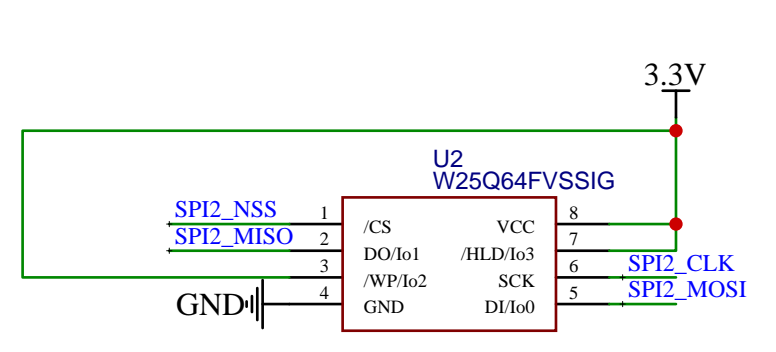 3.3V
U2
W25Q64FVSSIG
SPI2_NSS 1 /CS VCC 8
SPI2_MISO 2 DO/Io1 /HLD/Io3 7
3 /WP/Io2 SCK 6 SPI2_CLK
GND 4 GND DI/Io0 5 SPI2_MOSI